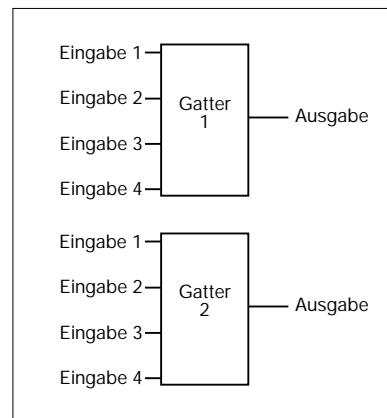 Eingabe 1
Eingabe 2
Gatter
1
Ausgabe
Eingabe 3
Eingabe 4
Eingabe 1
Eingabe 2
Gatter
2
Ausgabe
Eingabe 3
Eingabe 4